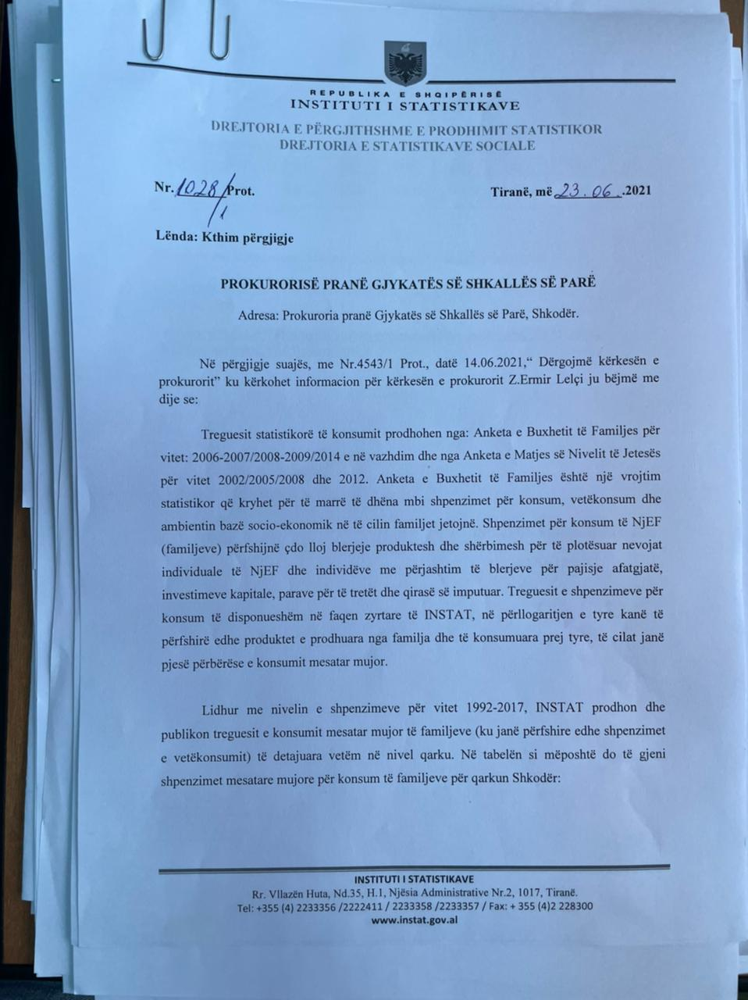 REPUBLIKA E SHQIPËRISË
INSTITUTI I STATISTIKAVE
DREJTORIA E PËRGJITHSHME E PRODHIMIT STATISTIKOR
DREJTORIA E STATISTIKAVE SOCIALE
Nr. 1028/1 Prot. Tiranë, më 23.06.2021
Lënda: Kthim përgjigje
PROKURORISË PRANË GJYKATËS SË SHKALLËS SË PARË
Adresa: Prokuroria pranë Gjykatës së Shkallës së Parë, Shkodër.
Në përgjigje suajës, me Nr.4543/1 Prot., datë 14.06.2021,“ Dërgojmë kërkesën e
prokurorit” ku kërkohet informacion për kërkesën e prokurorit Z.Ermir Lelçi ju bëjmë me
dije se:
Treguesit statistikorë të konsumit prodhohen nga: Anketa e Buxhetit të Familjes për
vitet: 2006-2007/2008-2009/2014 e në vazhdim dhe nga Anketa e Matjes së Nivelit të Jetesës
për vitet 2002/2005/2008 dhe 2012. Anketa e Buxhetit të Familjes është një vrojtim
statistikor që kryhet për të marrë të dhëna mbi shpenzimet për konsum, vetëkonsum dhe
ambientin bazë socio-ekonomik në të cilin familjet jetojnë. Shpenzimet për konsum të NjEF
(familjeve) përfshijnë çdo lloj blerjeje produktesh dhe shërbimesh për të plotësuar nevojat
individuale të NjEF dhe individëve me përjashtim të blerjeve për pajisje afatgjatë,
investimeve kapitale, parave për të tretët dhe qirasë së imputuar. Treguesit e shpenzimeve për
konsum të disponueshëm në faqen zyrtare të INSTAT, në përllogaritjen e tyre kanë të
përfshirë edhe produktet e prodhuara nga familja dhe të konsumuara prej tyre, të cilat janë
pjesë përbërëse e konsumit mesatar mujor.
Lidhur me nivelin e shpenzimeve për vitet 1992-2017, INSTAT prodhon dhe
publikon treguesit e konsumit mesatar mujor të familjeve (ku janë përfshire edhe shpenzimet
e vetëkonsumit) të detajuara vetëm në nivel qarku. Në tabelën si mëposhtë do të gjeni
shpenzimet mesatare mujore për konsum të familjeve për qarkun Shkodër:
INSTITUTI I STATISTIKAVE
Rr. Vllazën Huta, Nd.35, H.1, Njësia Administrative Nr.2, 1017, Tiranë.
Tel: +355 (4) 2233356 /2222411 / 2233358 /2233357 / Fax: + 355 (4)2 228300
www.instat.gov.al